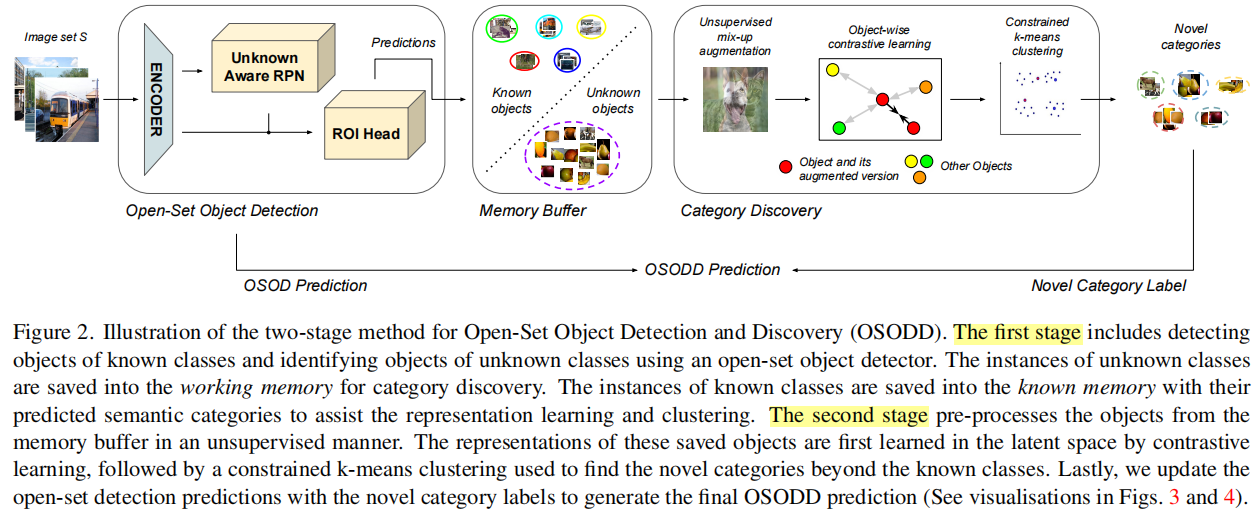 Image set S
ENCODER
Unknown
Aware RPN
ROI Head
Predictions
Open-Set Object Detection
Known
objects
Unknown
objects
Memory Buffer
Unsupervised
mix-up
augmentation
Object-wise
contrastive learning
Constrained
k-means
clustering
Object and its
augmented version
Other Objects
Category Discovery
Novel
categories
OSOD Prediction
OSODD Prediction
Novel Category Label
Figure 2. Illustration of the two-stage method for Open-Set Object Detection and Discovery (OSODD). The first stage includes detecting
objects of known classes and identifying objects of unknown classes using an open-set object detector. The instances of unknown classes
are saved into the working memory for category discovery. The instances of known classes are saved into the known memory with their
predicted semantic categories to assist the representation learning and clustering. The second stage pre-processes the objects from the
memory buffer in an unsupervised manner. The representations of these saved objects are first learned in the latent space by contrastive
learning, followed by a constrained k-means clustering used to find the novel categories beyond the known classes. Lastly, we update the
open-set detection predictions with the novel category labels to generate the final OSODD prediction (See visualisations in Figs. 3 and 4).